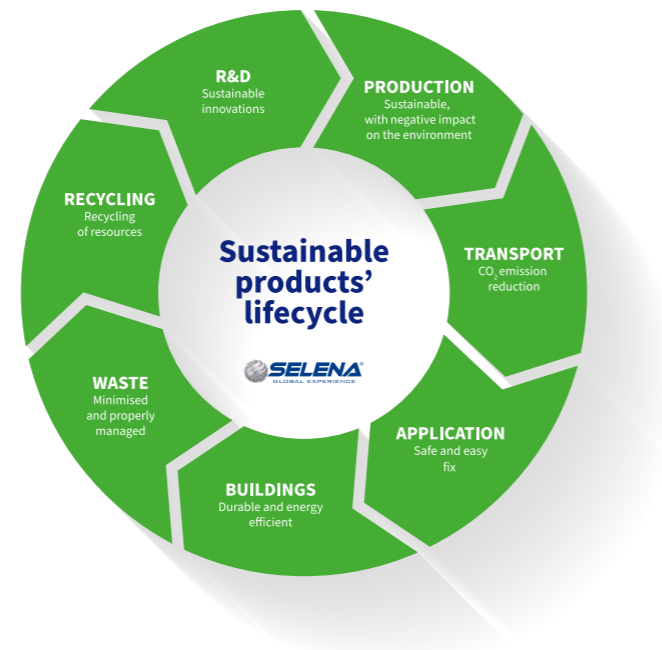 R&D
Sustainable
innovations
PRODUCTION
Sustainable,
with negative impact
on the environment
TRANSPORT
CO₂ emission
reduction
APPLICATION
Safe and easy
fix
BUILDINGS
Durable and energy
efficient
WASTE
Minimised
and properly
managed
RECYCLING
Recycling
of resources
Sustainable
products’
lifecycle
SELENA®
GLOBAL EXPERIENCE